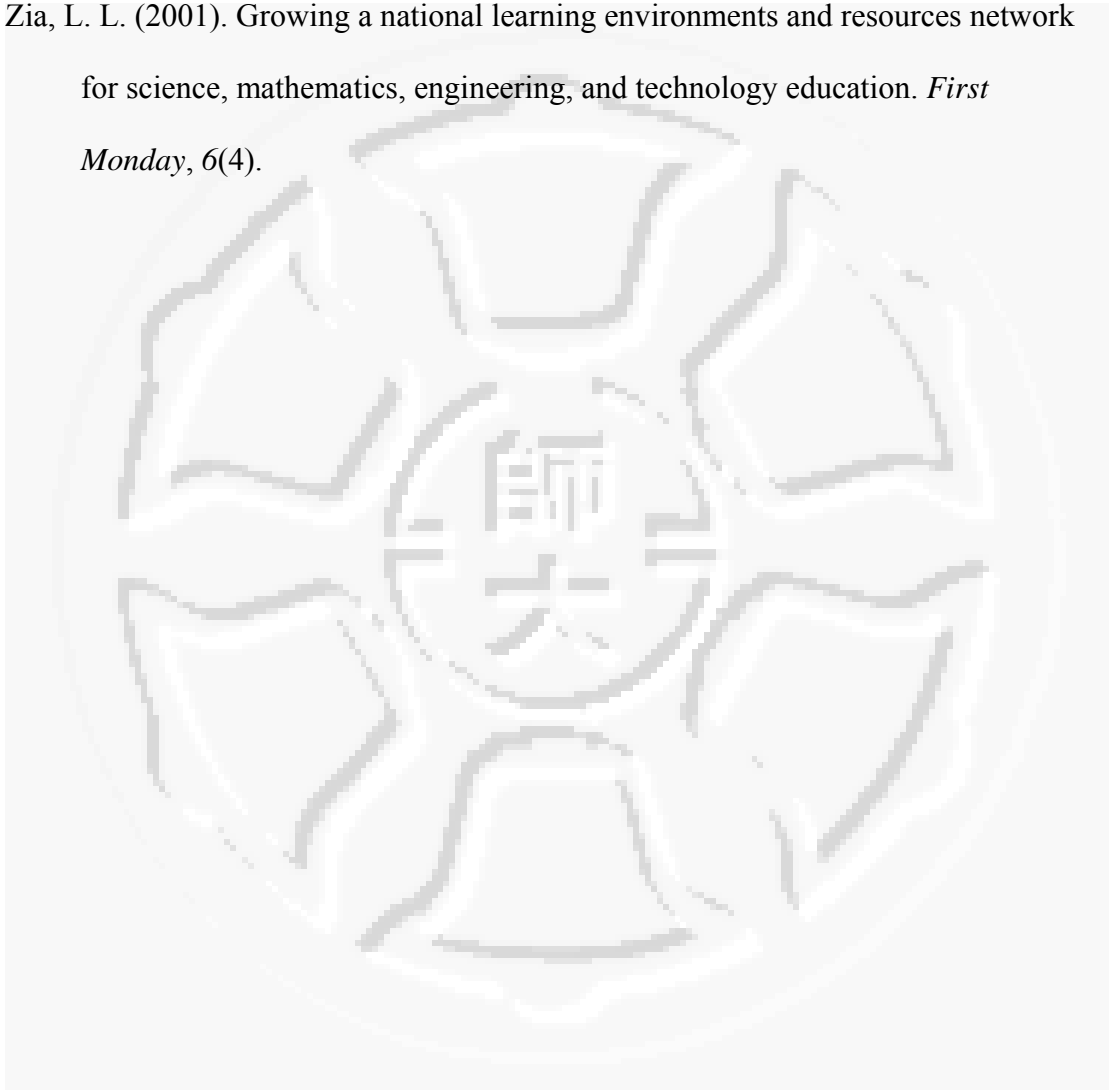 Zia, L. L. (2001). Growing a national learning environments and resources network
for science, mathematics, engineering, and technology education. First
Monday, 6(4).
師
大